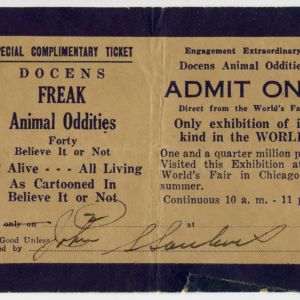 SPECIAL COMPLIMENTARY TICKET
DOCENS
FREAK
Animal Oddities
Forty
Believe It or Not
Alive - - - All Living
As Cartooned In
Believe It or Not
only on
Good Unless
by John
Engagement Extraordinary
Docens Animal Odditie
ADMIT ON
Direct from the World's Fa
Only exhibition of i
kind in the WORL
One and a quarter million p
Visited this Exhibition at
World's Fair in Chicago
summer.
Continuous 10 a. m. - 11 p